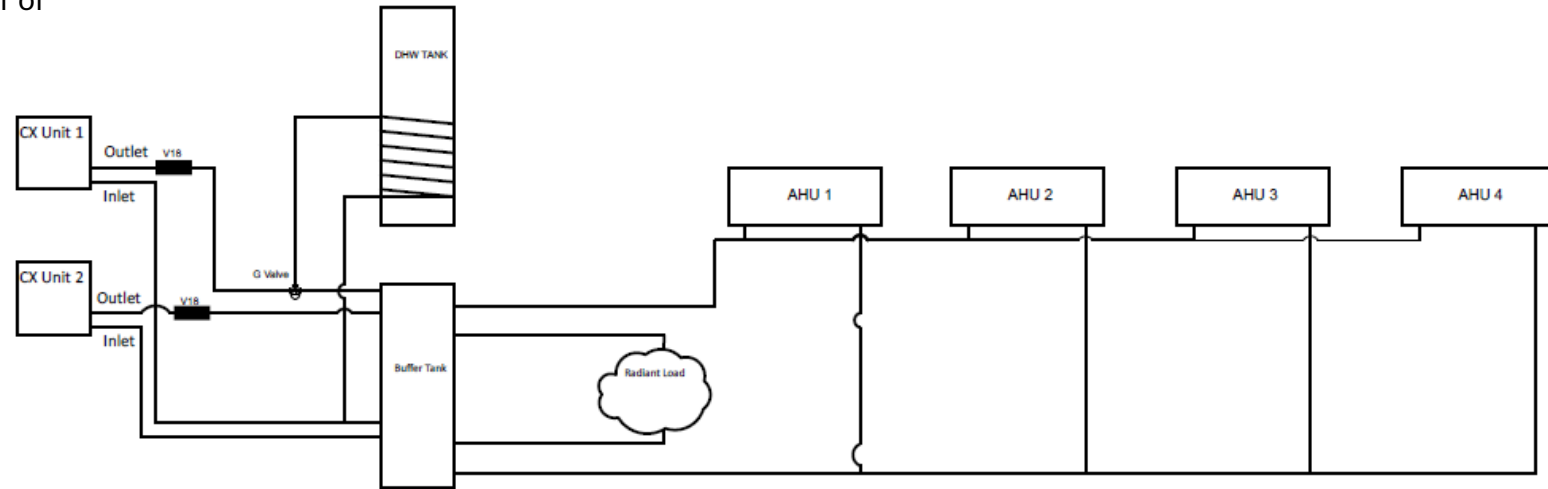 DHW TANK
CX Unit 1
Outlet
V18
Inlet
AHU 1
AHU 2
AHU 3
AHU 4
CX Unit 2
G Valve
Outlet
V18
Inlet
Buffer Tank
Radiant Load